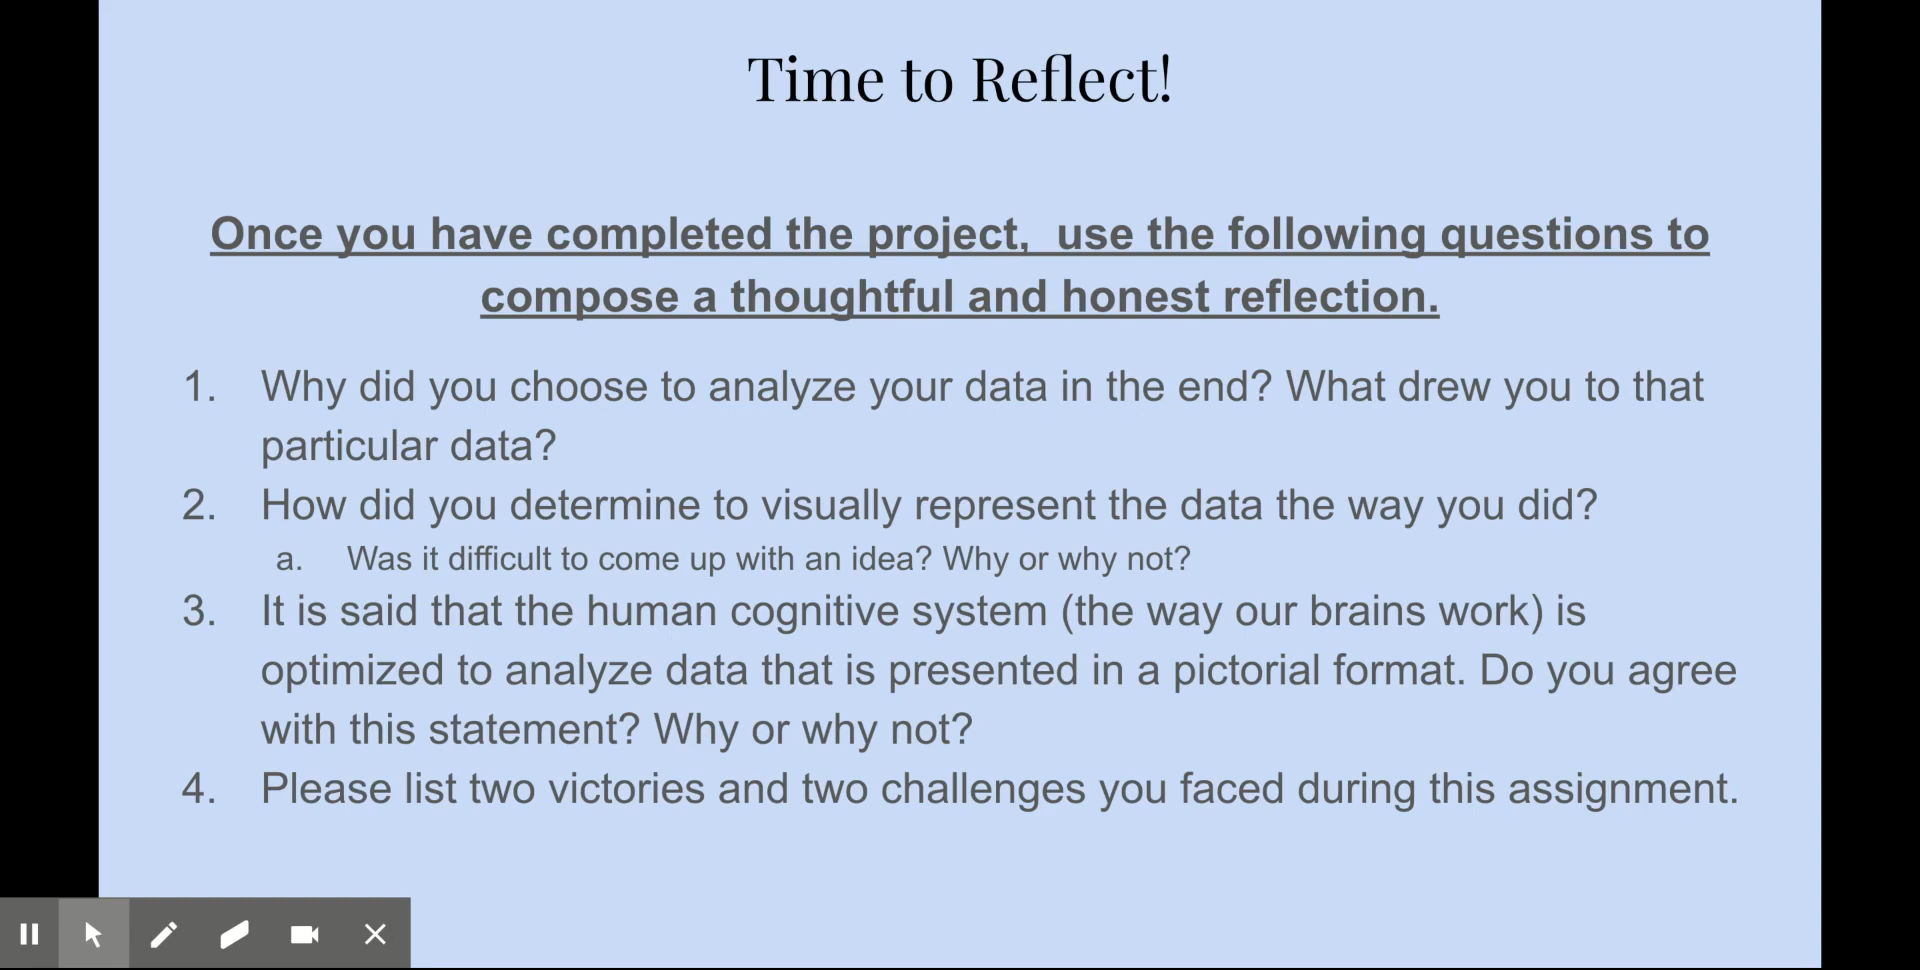 Time to Reflect!
Once you have completed the project,  use the following questions to
compose a thoughtful and honest reflection.
1. Why did you choose to analyze your data in the end? What drew you to that
particular data?
2. How did you determine to visually represent the data the way you did?
a. Was it difficult to come up with an idea? Why or why not?
3. It is said that the human cognitive system (the way our brains work) is
optimized to analyze data that is presented in a pictorial format. Do you agree
with this statement? Why or why not?
4. Please list two victories and two challenges you faced during this assignment.